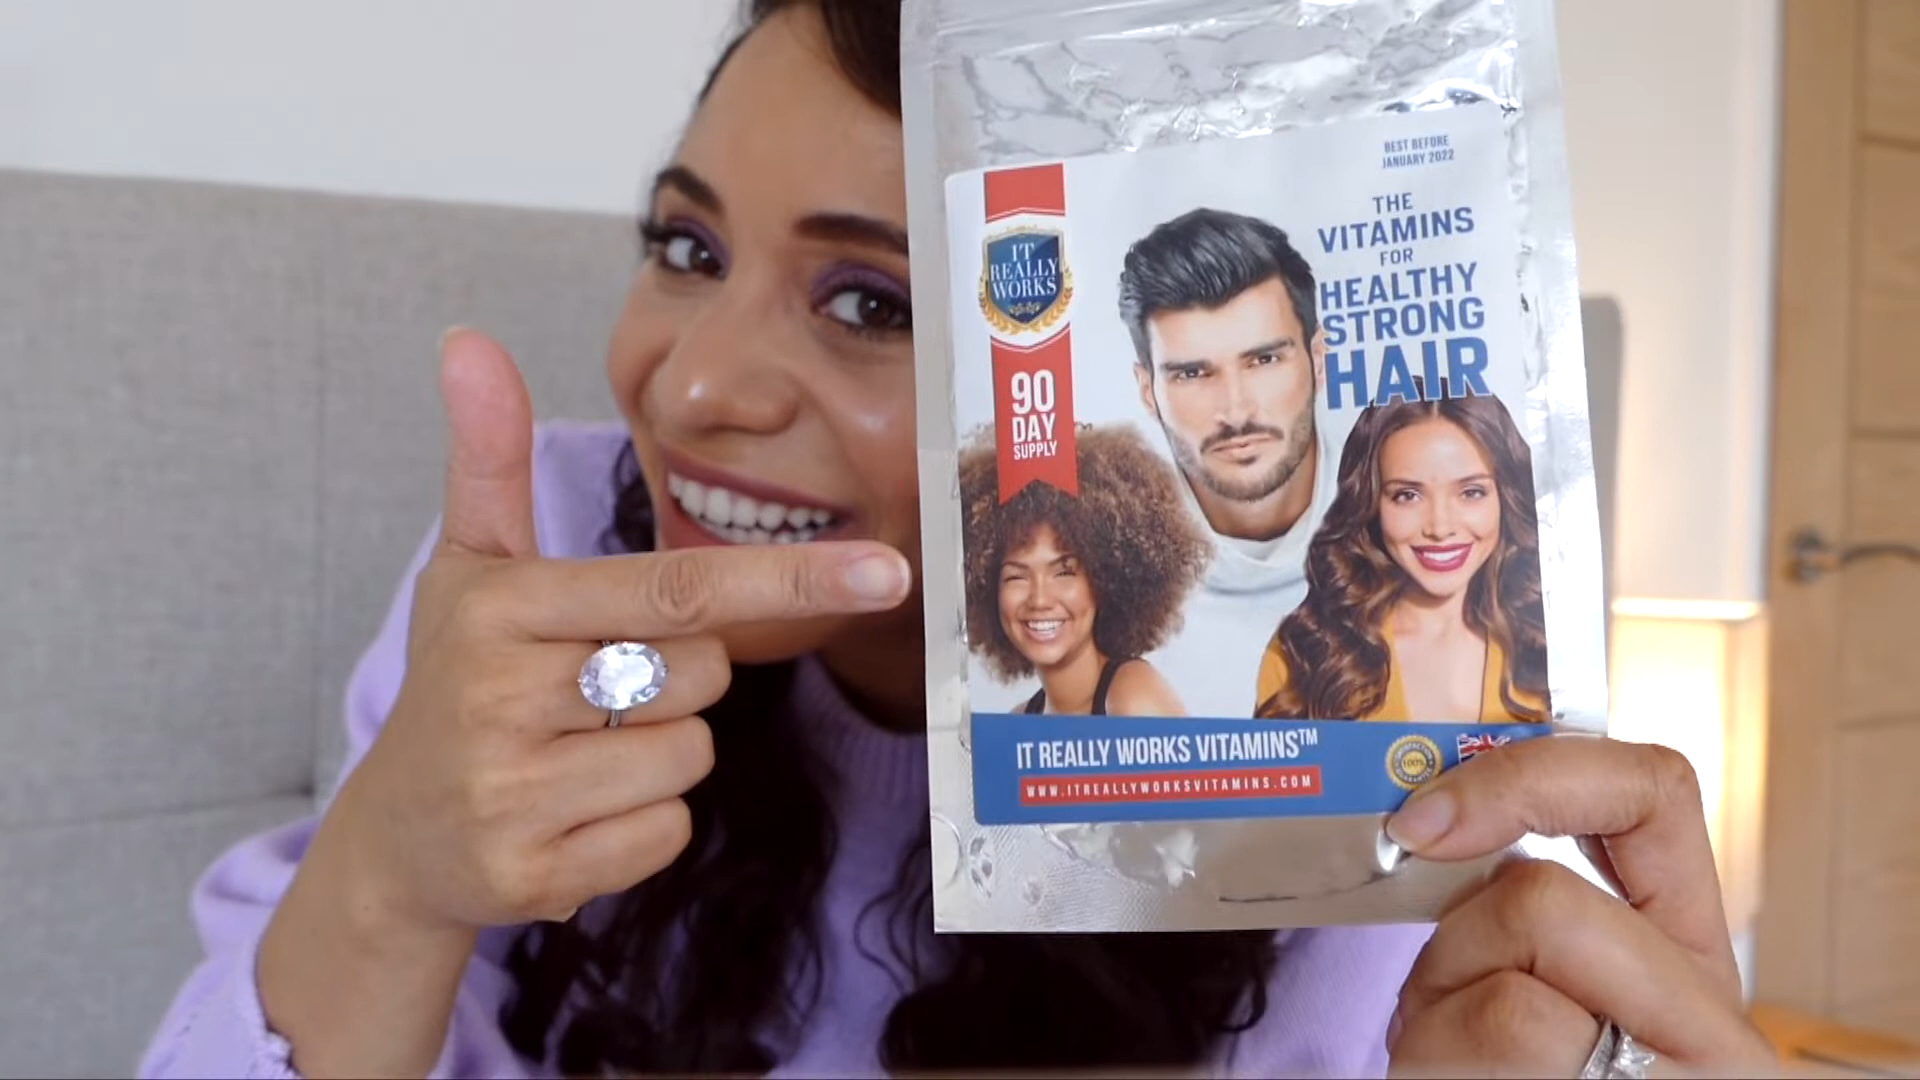 BEST BEFORE
JANUARY 2022
THE
VITAMINS
FOR
HEALTHY
STRONG
HAIR
IT
REALLY
WORKS
90
DAY
SUPPLY
IT REALLY WORKS VITAMINS™
WWW.ITREALLYWORKSVITAMINS.COM
100%